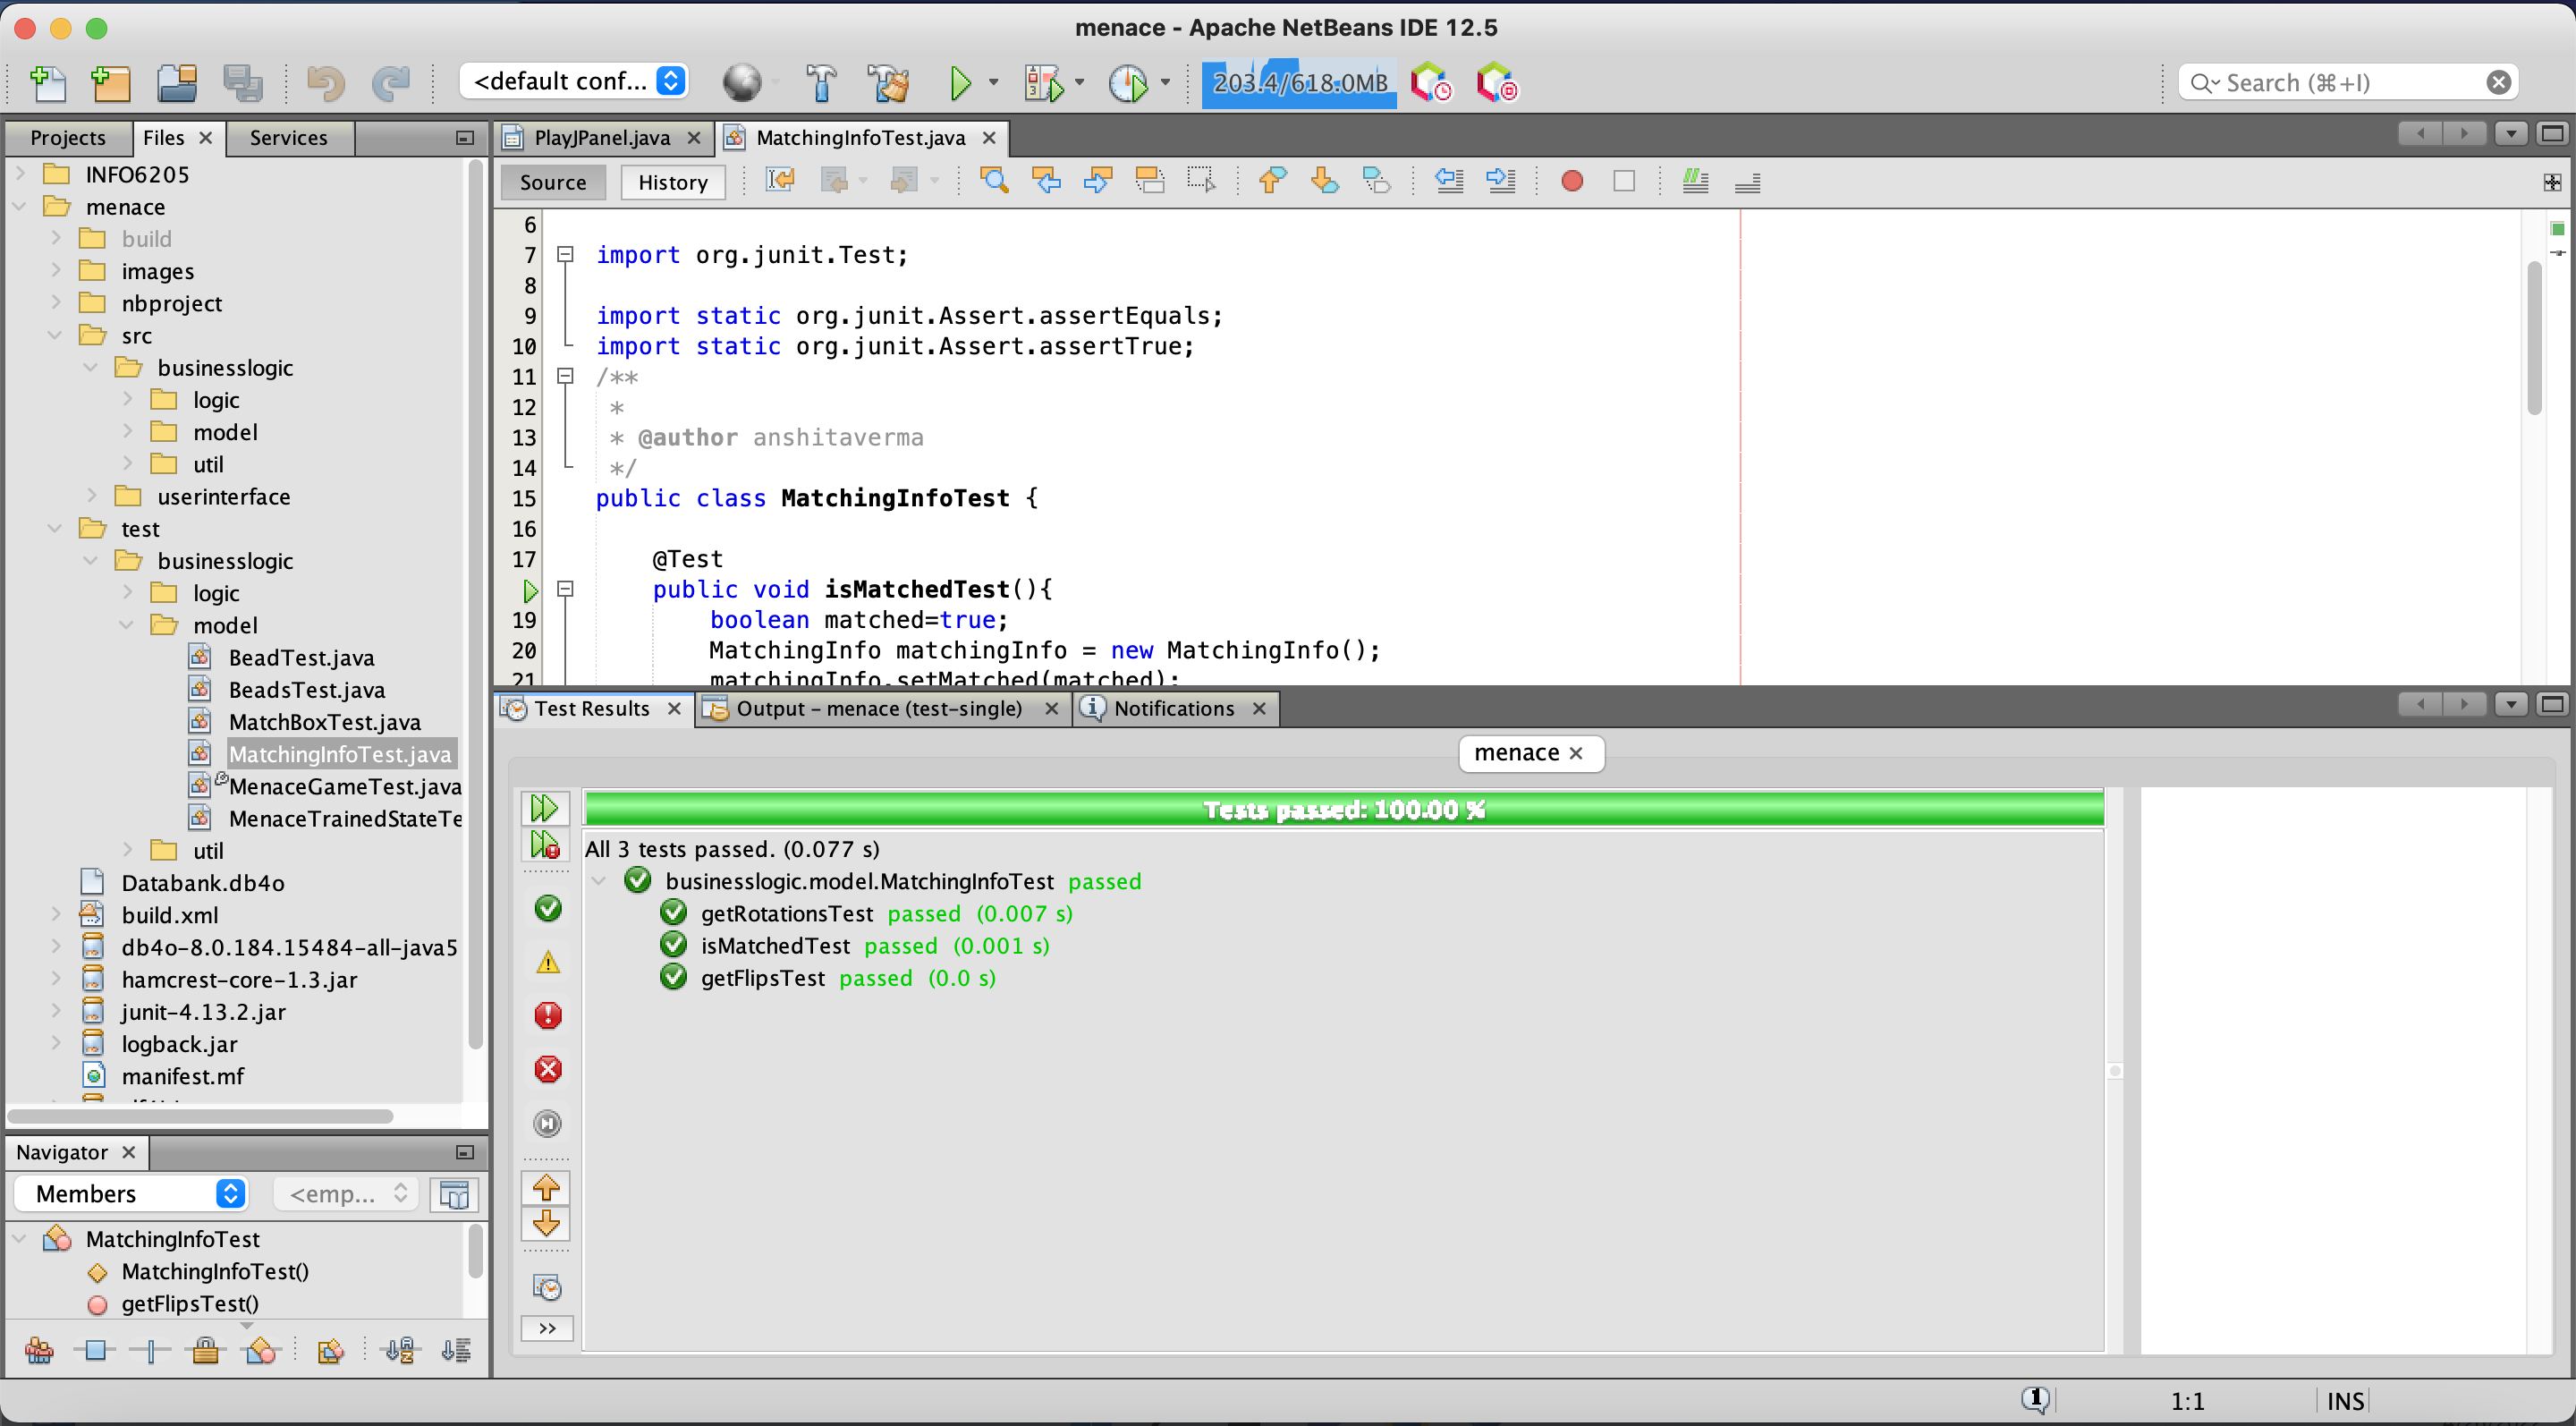 menace - Apache NetBeans IDE 12.5
<default conf...
203.4/618.0MB
Search (⌘+I)
Projects
Files
Services
INFO6205
menace
build
images
nbproject
src
businesslogic
logic
model
util
userinterface
test
businesslogic
logic
model
BeadTest.java
BeadsTest.java
MatchBoxTest.java
MatchingInfoTest.java
MenaceGameTest.java
MenaceTrainedStateTe
util
Databank.db4o
build.xml
db4o-8.0.184.15484-all-java5
hamcrest-core-1.3.jar
junit-4.13.2.jar
logback.jar
manifest.mf
Navigator
Members
<emp...
MatchingInfoTest
MatchingInfoTest()
getFlipsTest()
PlayJPanel.java
MatchingInfoTest.java
Source
History
6
7 import org.junit.Test;
8
9 import static org.junit.Assert.assertEquals;
10 import static org.junit.Assert.assertTrue;
11 /**
12 *
13 * @author anshitaverma
14 */
15 public class MatchingInfoTest {
16
17 @Test
public void isMatchedTest(){
19 boolean matched=true;
20 MatchingInfo matchingInfo = new MatchingInfo();
21 matchingInfo.setMatched(matched);
Test Results
Output - menace (test-single)
Notifications
menace
Tests passed: 100.00 %
All 3 tests passed. (0.077 s)
businesslogic.model.MatchingInfoTest passed
getRotationsTest passed (0.007 s)
isMatchedTest passed (0.001 s)
getFlipsTest passed (0.0 s)
>>
1
1:1
INS